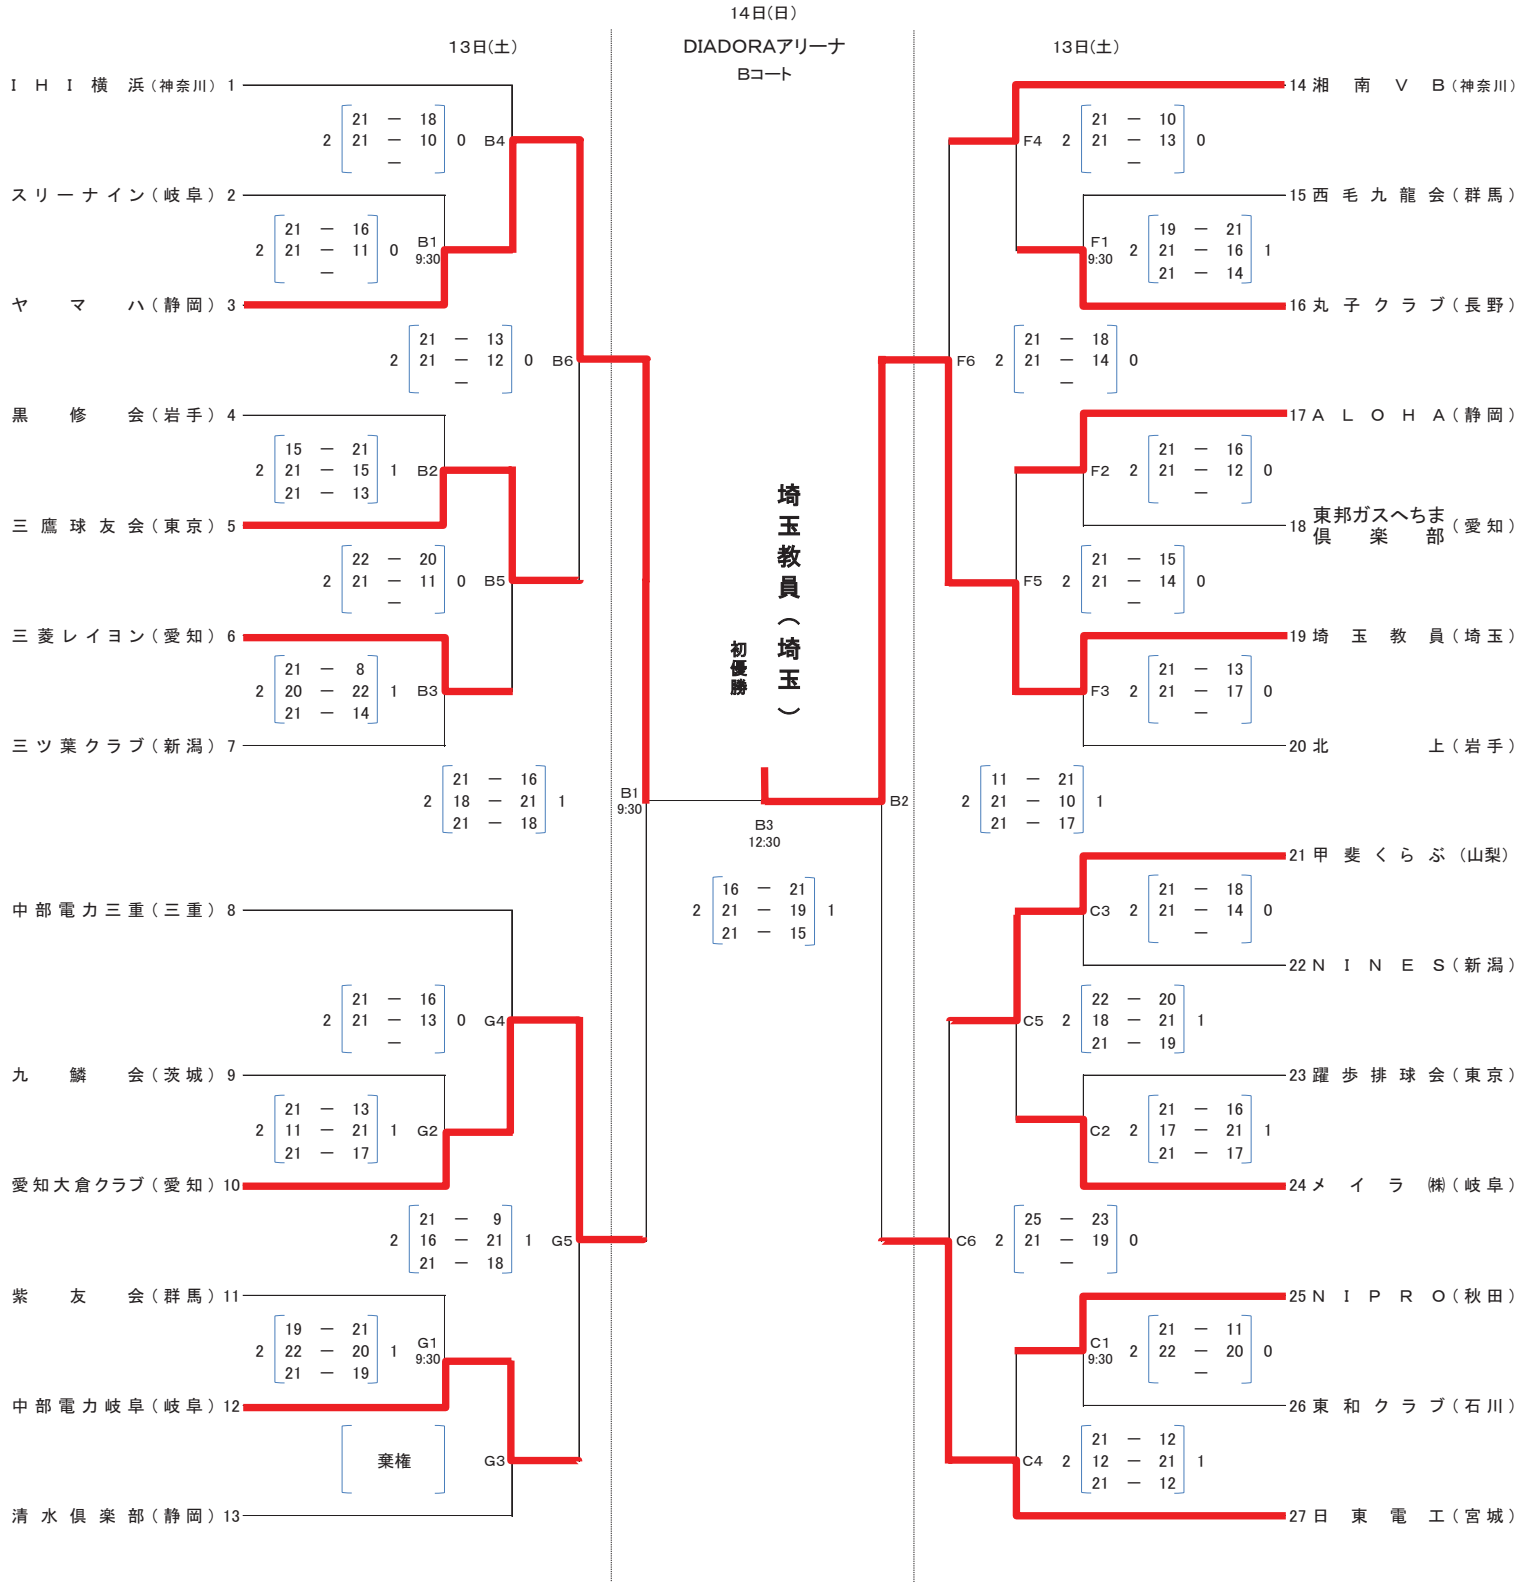 14日(日)
13日(土)
DIADORAアリーナ
13日(土)
Bコート
ＩＨＩ横浜(神奈川) 1
21 － 18
2 21 － 10 0 B4
－
スリーナイン(岐阜) 2
21 － 16
2 21 － 11 0 B1
9:30
－
ヤマハ(静岡) 3
21 － 13
2 21 － 12 0 B6
－
黒修会(岩手) 4
15 － 21
2 21 － 15 1 B2
21 － 13
三鷹球友会(東京) 5
22 － 20
2 21 － 11 0 B5
－
三菱レイヨン(愛知) 6
21 － 8
2 20 － 22 1 B3
21 － 14
三ツ葉クラブ(新潟) 7
21 － 16
2 18 － 21 1 B1
9:30
21 － 18
中部電力三重(三重) 8
21 － 16
2 21 － 13 0 G4
－
九鱗会(茨城) 9
21 － 13
2 11 － 21 1 G2
21 － 17
愛知大倉クラブ(愛知) 10
21 － 9
2 16 － 21 1 G5
21 － 18
紫友会(群馬) 11
19 － 21
2 22 － 20 1 G1
9:30
21 － 19
中部電力岐阜(岐阜) 12
棄権 G3
清水倶楽部(静岡) 13
埼玉教員(埼玉)
初優勝
B3
12:30
16 － 21
2 21 － 19 1
21 － 15
14 湘南ＶＢ(神奈川)
21 － 10
F4 2 21 － 13 0
－
15 西毛九龍会(群馬)
19 － 21
F1 2 21 － 16 1
9:30
21 － 14
16 丸子クラブ(長野)
21 － 18
F6 2 21 － 14 0
－
17 ＡＬＯＨＡ(静岡)
21 － 16
F2 2 21 － 12 0
－
18 東邦ガスへちま
倶楽部(愛知)
21 － 15
F5 2 21 － 14 0
－
19 埼玉教員(埼玉)
21 － 13
F3 2 21 － 17 0
－
20 北上(岩手)
11 － 21
B2 2 21 － 10 1
21 － 17
21 甲斐くらぶ(山梨)
21 － 18
C3 2 21 － 14 0
－
22 ＮＩＮＥＳ(新潟)
22 － 20
C5 2 18 － 21 1
21 － 19
23 躍歩排球会(東京)
21 － 16
C2 2 17 － 21 1
21 － 17
24 メイラ㈱(岐阜)
25 － 23
C6 2 21 － 19 0
－
25 ＮＩＰＲＯ(秋田)
21 － 11
C1 2 22 － 20 0
9:30
－
26 東和クラブ(石川)
21 － 12
C4 2 12 － 21 1
21 － 12
27 日東電工(宮城)